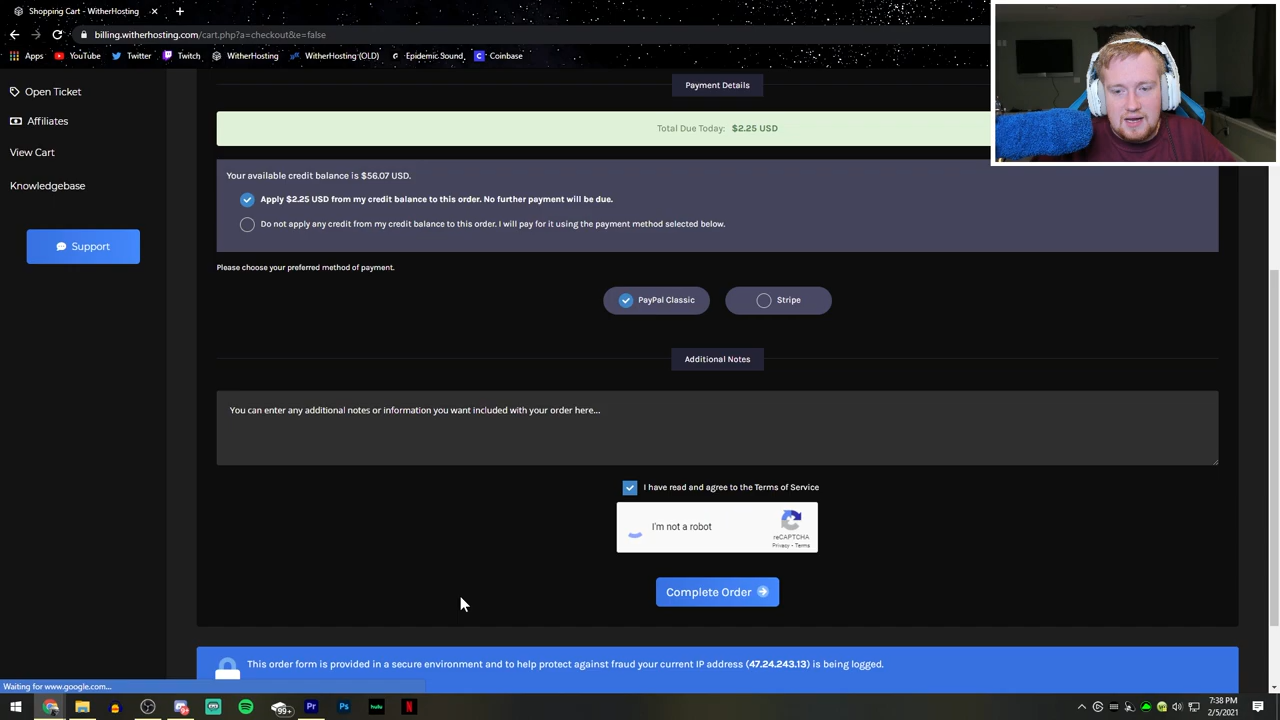 Shopping Cart - WitherHosting
billing.witherhosting.com/cart.php?a=checkout&e=false
Apps YouTube Twitter Twitch WitherHosting WitherHosting (OLD) Epidemic Sound Coinbase
Open Ticket
Affiliates
View Cart
Knowledgebase
Support
Payment Details
Total Due Today: $2.25 USD
Your available credit balance is $56.07 USD.
Apply $2.25 USD from my credit balance to this order. No further payment will be due.
Do not apply any credit from my credit balance to this order. I will pay for it using the payment method selected below.
Please choose your preferred method of payment.
PayPal Classic Stripe
Additional Notes
You can enter any additional notes or information you want included with your order here...
I have read and agree to the Terms of Service
I'm not a robot
reCAPTCHA
Privacy - Terms
Complete Order
This order form is provided in a secure environment and to help protect against fraud your current IP address (47.24.243.13) is being logged.
Waiting for www.google.com...
99+ Pr Ps hulu N
7:38 PM
2/5/2021